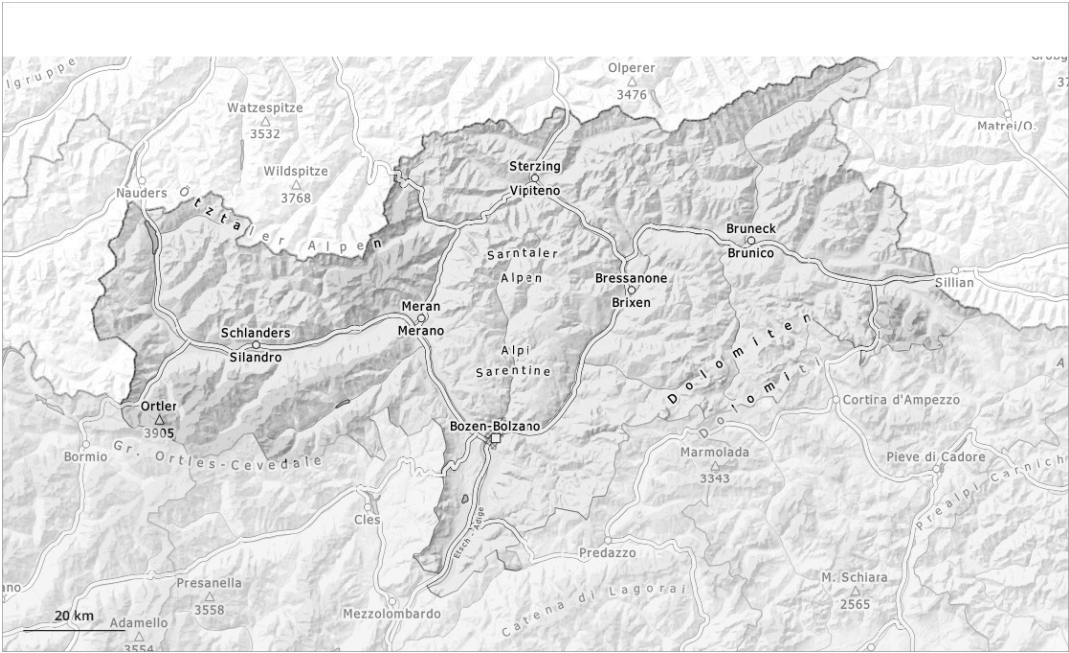 lgruppe
Olperer
3476
Watzespitze
3532
Matrei/O.
Wildspitze
3768
Sterzing
Vipiteno
Nauders
Ötztaler Alpen
Bruneck
Brunico
Sarntaler
Alpen
Bressanone
Brixen
Sillian
Meran
Merano
Schlanders
Silandro
Dolomiten
Dolomiti
Alpi
Sarentine
Ortler
3905
Cortina d'Ampezzo
Bozen-Bolzano
Gr. Ortles-Cevedale
Bormio
Marmolada
3343
Pieve di Cadore
Prealpi Carnich
Cles
Etsch - Adige
Predazzo
Presanella
3558
M. Schiara
2565
Catena di Lagorai
Mezzolombardo
ano
20 km
Adamello
3554